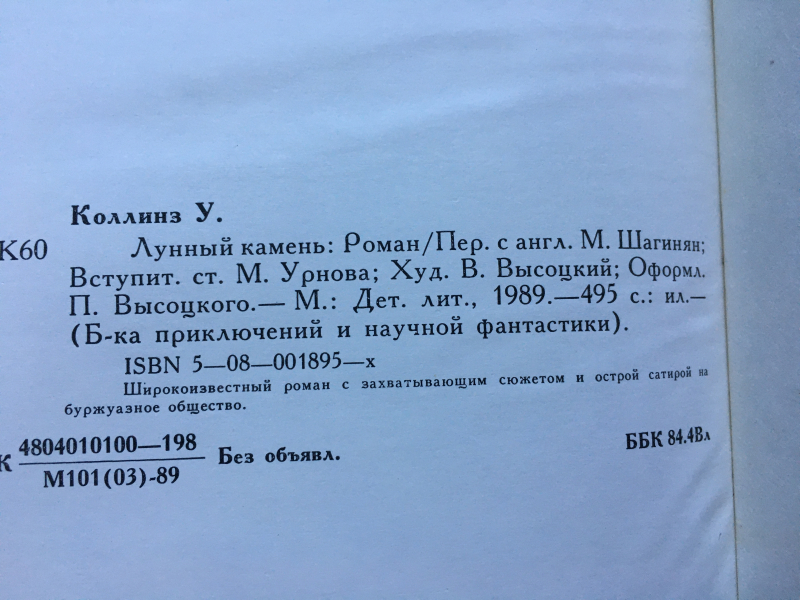 Коллинз У.
К60 Лунный камень: Роман/Пер. с англ. М. Шагинян;
Вступит. ст. М. Урнова; Худ. В. Высоцкий; Оформл.
П. Высоцкого.— М.: Дет. лит., 1989.—495 с.: ил.—
(Б-ка приключений и научной фантастики).
ISBN 5—08—001895—x
Широкоизвестный роман с захватывающим сюжетом и острой сатирой на
буржуазное общество.
К 4804010100—198
М101(03)-89
Без объявл.
ББК 84.4Вл